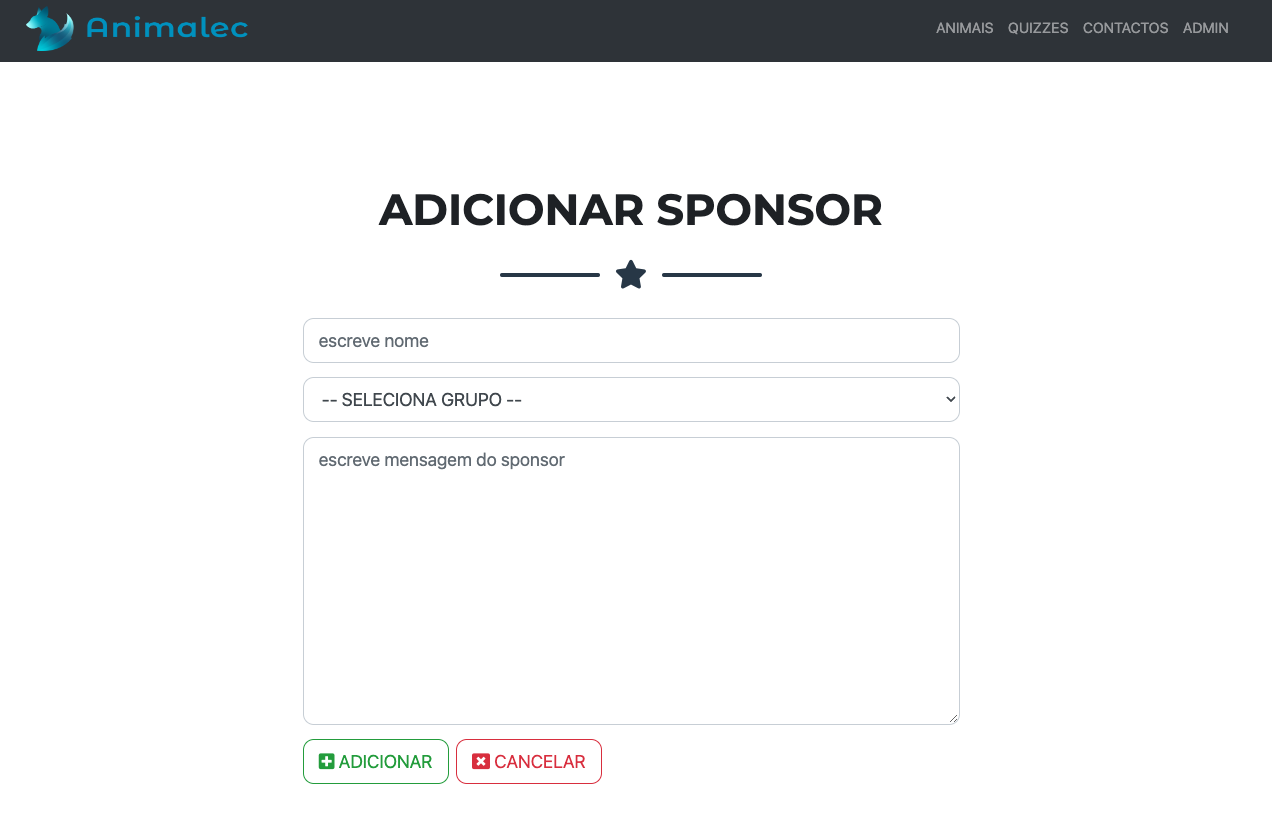 Animalec
ANIMAIS QUIZZES CONTACTOS ADMIN
ADICIONAR SPONSOR
escreve nome
-- SELECIONA GRUPO --
escreve mensagem do sponsor
ADICIONAR CANCELAR